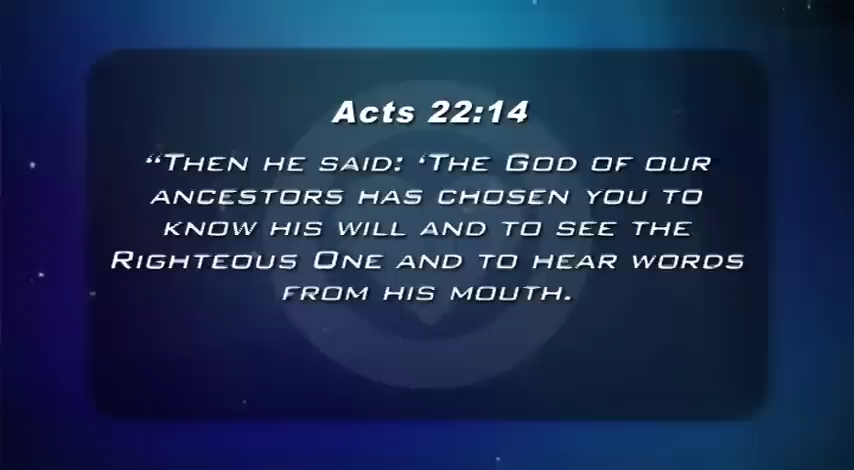 Acts 22:14
“Then he said: ‘The God of our
ancestors has chosen you to
know his will and to see the
Righteous One and to hear words
from his mouth.